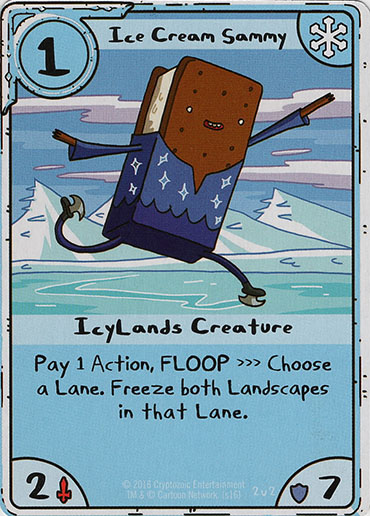 1
Ice Cream Sammy
IcyLands Creature
Pay 1 Action, FLOOP >>> Choose
a Lane. Freeze both Landscapes
in that Lane.
© 2016 Cryptozoic Entertainment
TM & © Cartoon Network. (s16) 2v2
2
7